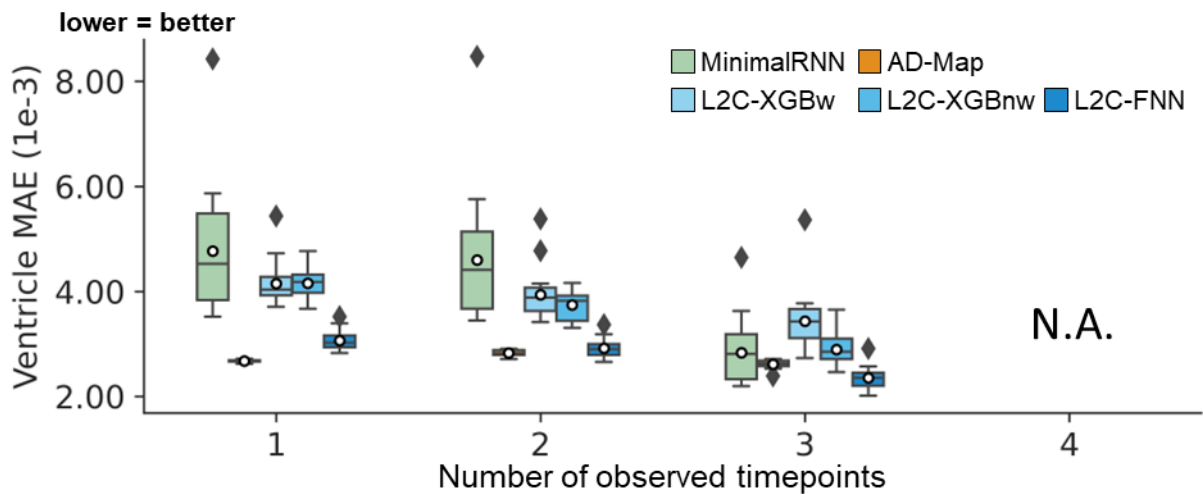 lower = better
MinimalRNN AD-Map
L2C-XGBw L2C-XGBnw L2C-FNN
Ventricle MAE (1e-3)
8.00
6.00
4.00
2.00
N.A.
1 2 3 4
Number of observed timepoints